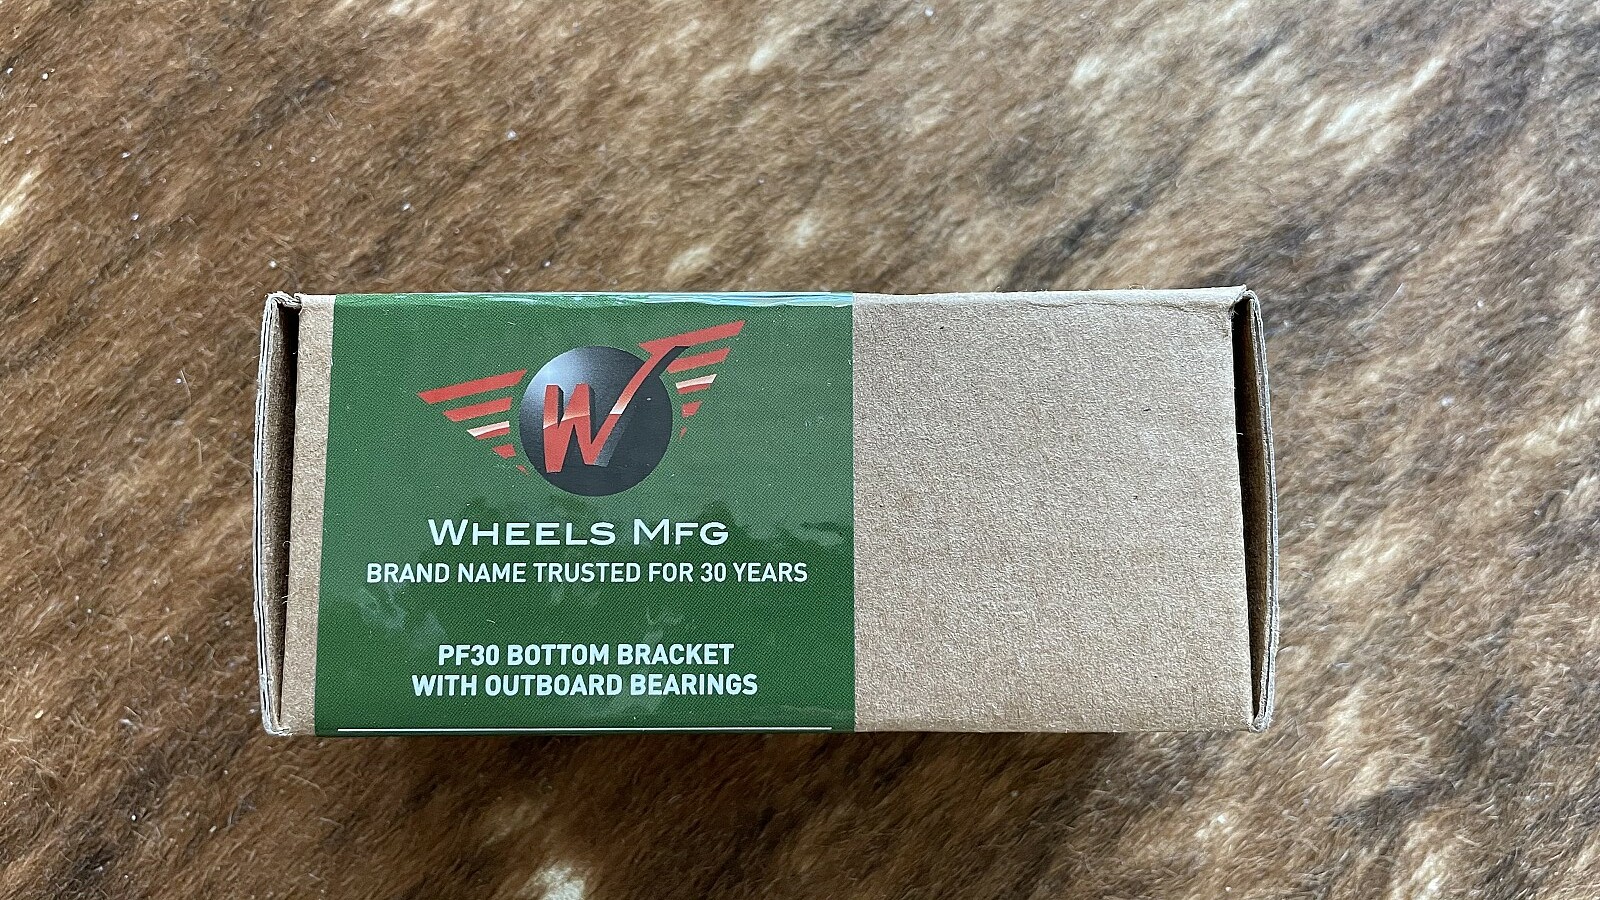 W
WHEELS MFG
BRAND NAME TRUSTED FOR 30 YEARS
PF30 BOTTOM BRACKET
WITH OUTBOARD BEARINGS